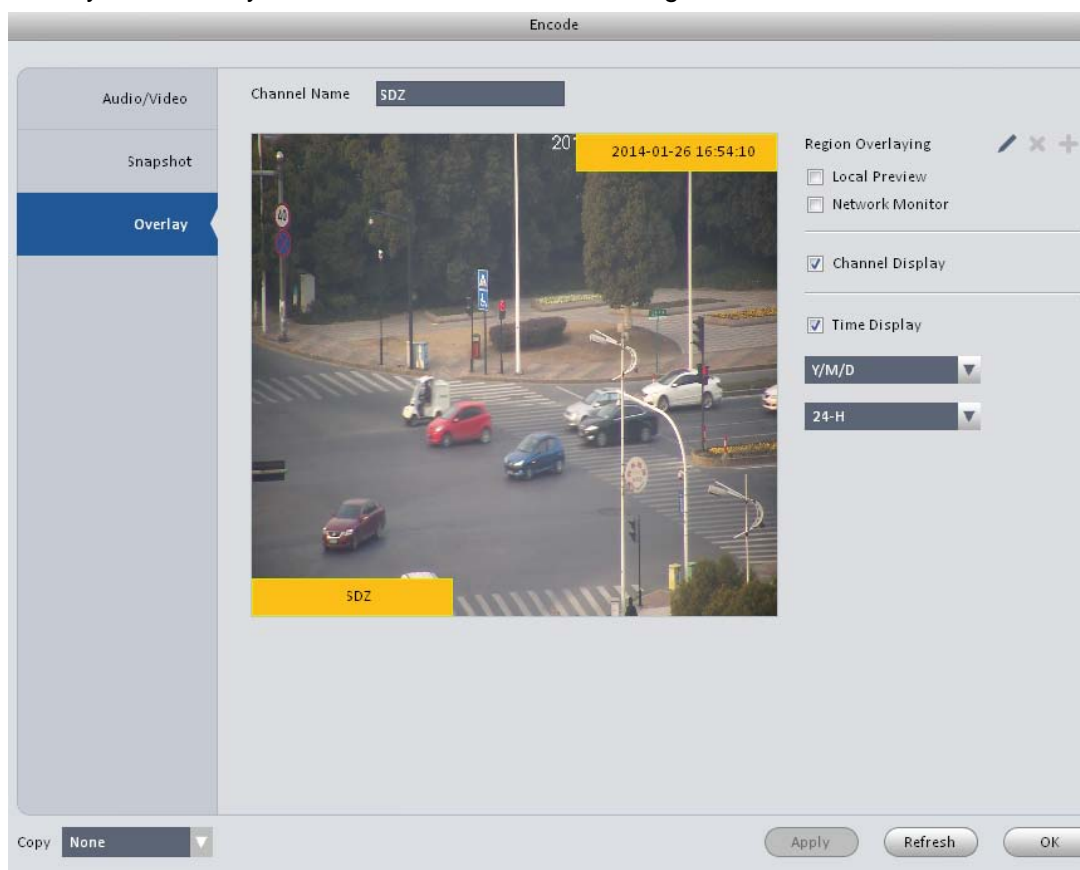 Encode
Audio/Video
Snapshot
Overlay
Channel Name SDZ
201
2014-01-26 16:54:10
40
SDZ
Region Overlaying
Local Preview
Network Monitor
Channel Display
Time Display
Y/M/D
24-H
Copy None
Apply Refresh OK